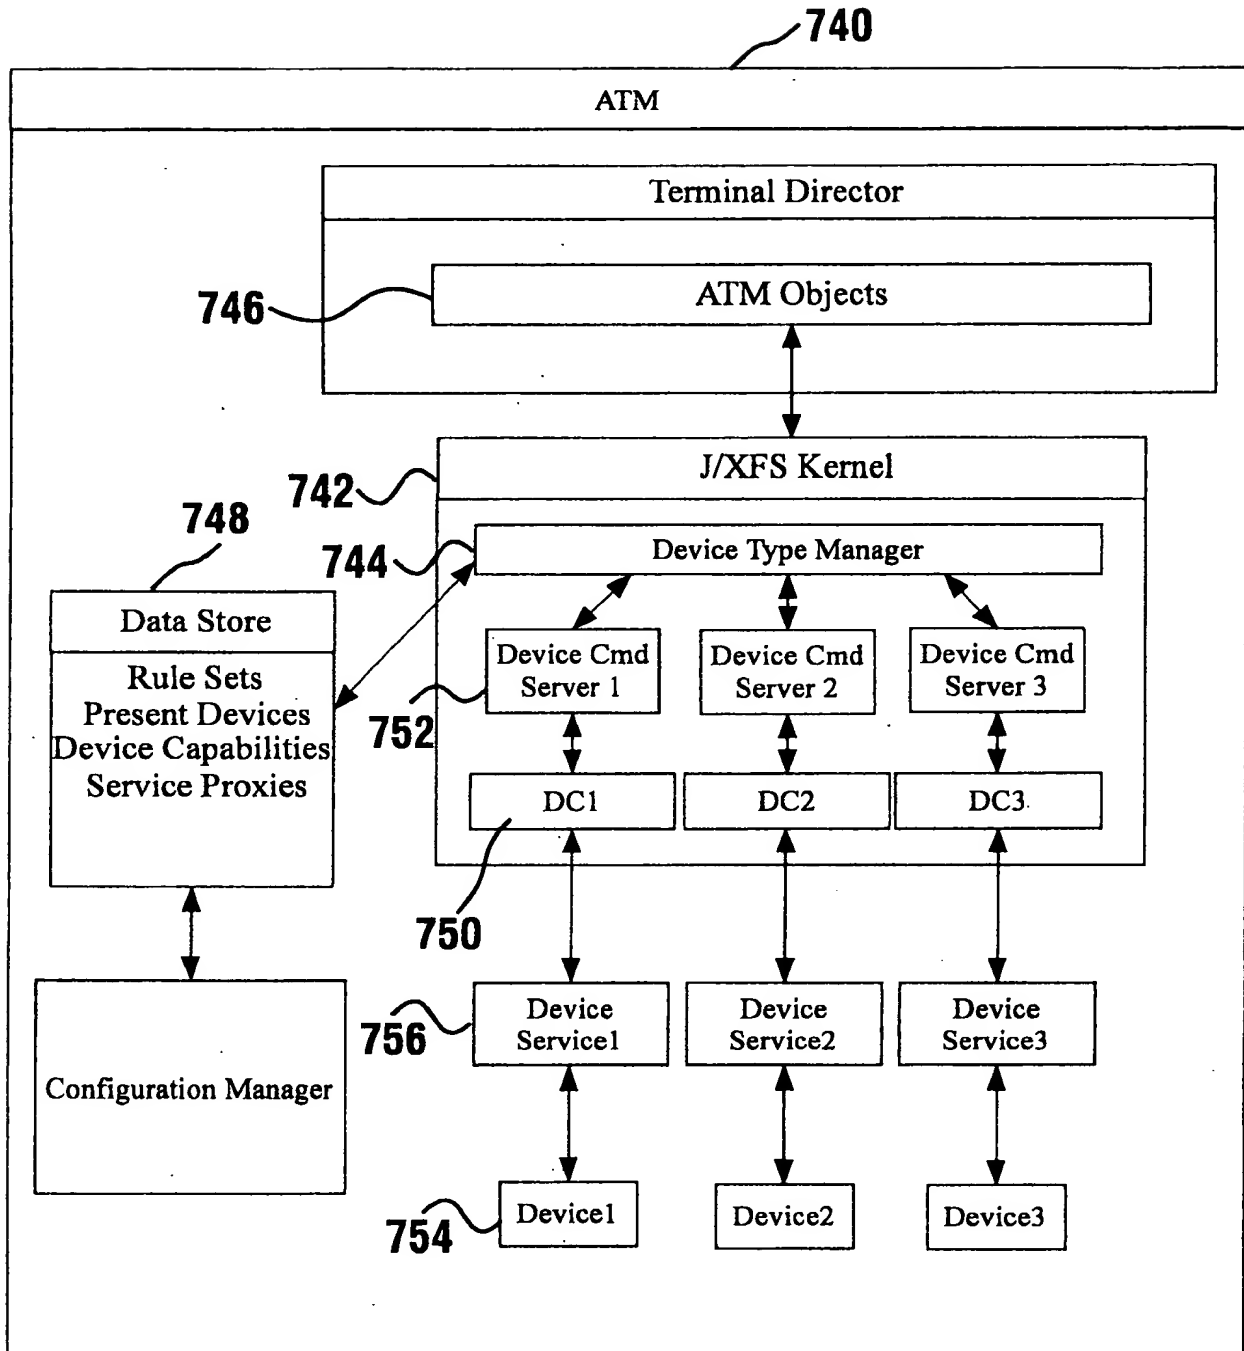 740
ATM
Terminal Director
746
ATM Objects
J/XFS Kernel
742
748
744
Device Type Manager
Data Store
Rule Sets
Present Devices
Device Capabilities
Service Proxies
Device Cmd
Server 1
Device Cmd
Server 2
Device Cmd
Server 3
752
DC1
DC2
DC3
750
Configuration Manager
756
Device
Service1
Device
Service2
Device
Service3
754
Device1
Device2
Device3